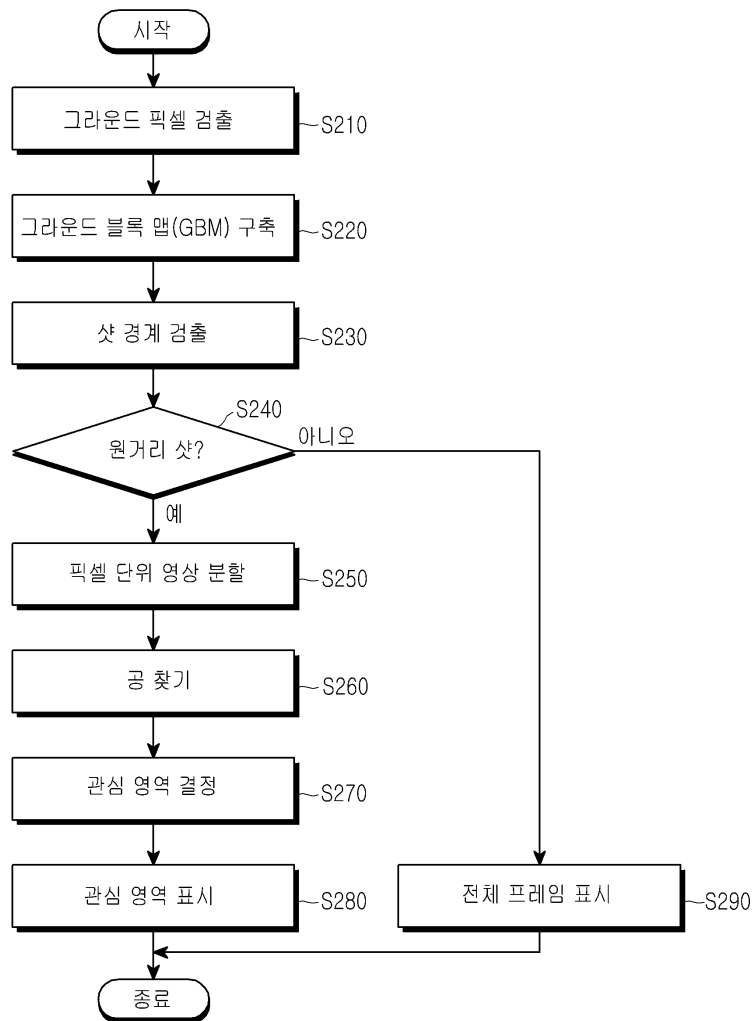 시작
그라운드 픽셀 검출
S210
그라운드 블록 맵(GBM) 구축
S220
샷 경계 검출
S230
S240
원거리 샷?
아니오
예
픽셀 단위 영상 분할
S250
공 찾기
S260
관심 영역 결정
S270
관심 영역 표시
S280
전체 프레임 표시
S290
종료